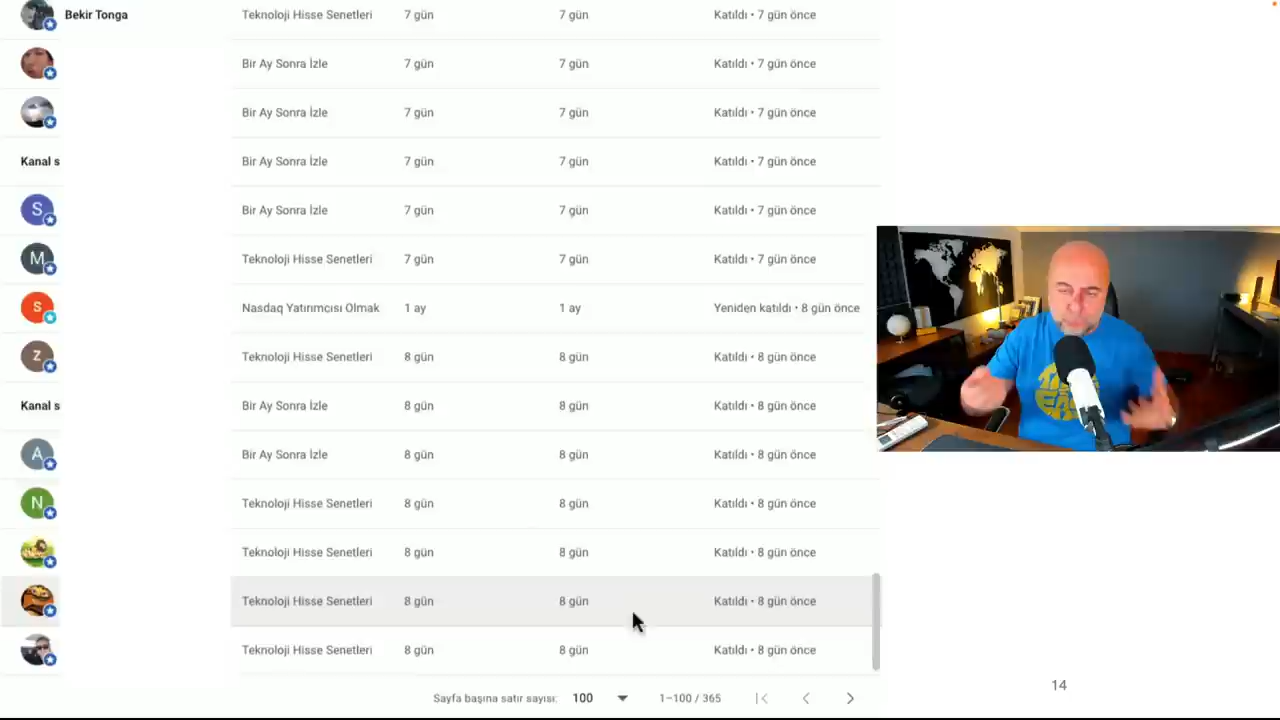 Bekir Tonga Teknoloji Hisse Senetleri 7 gün 7 gün Katıldı • 7 gün önce
Bir Ay Sonra İzle 7 gün 7 gün Katıldı • 7 gün önce
Bir Ay Sonra İzle 7 gün 7 gün Katıldı • 7 gün önce
Kanal s Bir Ay Sonra İzle 7 gün 7 gün Katıldı • 7 gün önce
S Bir Ay Sonra İzle 7 gün 7 gün Katıldı • 7 gün önce
M Teknoloji Hisse Senetleri 7 gün 7 gün Katıldı • 7 gün önce
S Nasdaq Yatırımcısı Olmak 1 ay 1 ay Yeniden katıldı • 8 gün önce
Z Teknoloji Hisse Senetleri 8 gün 8 gün Katıldı • 8 gün önce
Kanal s Bir Ay Sonra İzle 8 gün 8 gün Katıldı • 8 gün önce
A Bir Ay Sonra İzle 8 gün 8 gün Katıldı • 8 gün önce
N Teknoloji Hisse Senetleri 8 gün 8 gün Katıldı • 8 gün önce
Teknoloji Hisse Senetleri 8 gün 8 gün Katıldı • 8 gün önce
Teknoloji Hisse Senetleri 8 gün 8 gün Katıldı • 8 gün önce
Teknoloji Hisse Senetleri 8 gün 8 gün Katıldı • 8 gün önce
Sayfa başına satır sayısı: 100 1–100 / 365
14